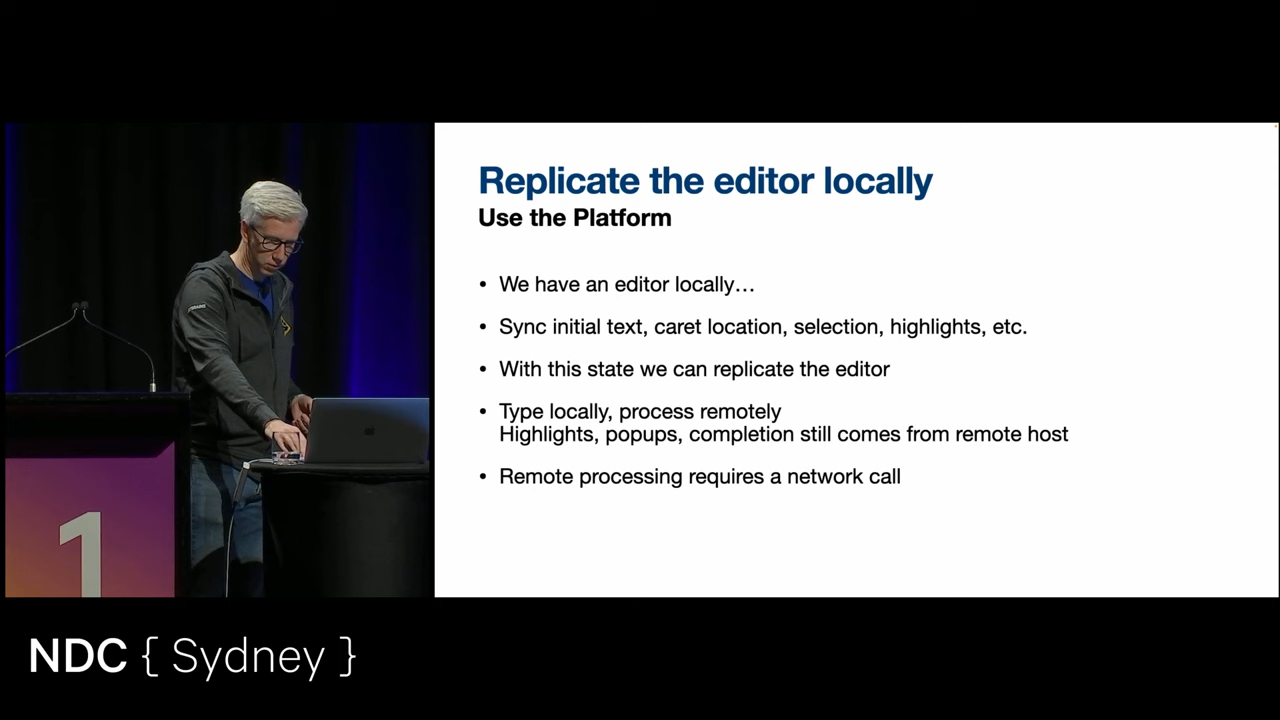 Replicate the editor locally
Use the Platform
• We have an editor locally…
• Sync initial text, caret location, selection, highlights, etc.
• With this state we can replicate the editor
• Type locally, process remotely
Highlights, popups, completion still comes from remote host
• Remote processing requires a network call
1
NDC { Sydney }